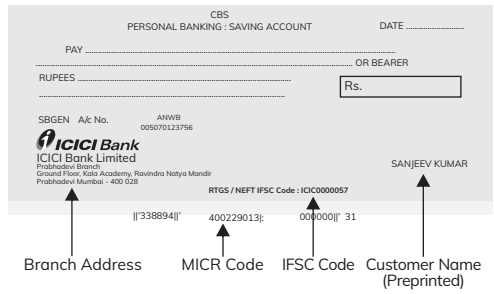 CBS
PERSONAL BANKING : SAVING ACCOUNT
DATE ............................
PAY ....................................................................
.................................................................... OR BEARER
RUPEES ....................................................................
....................................................................
Rs.
SBGEN A/c No. ANWB
005070123756
ICICI Bank
ICICI Bank Limited
Prabhadevi Branch
Ground Floor, Kala Academy, Ravindra Natya Mandir
Prabhadevi Mumbai - 400 028
SANJEEV KUMAR
RTGS / NEFT IFSC Code : ICIC0000057
||"338894||" 400229013|: 000000||" 31
Branch Address
MICR Code
IFSC Code
Customer Name
(Preprinted)